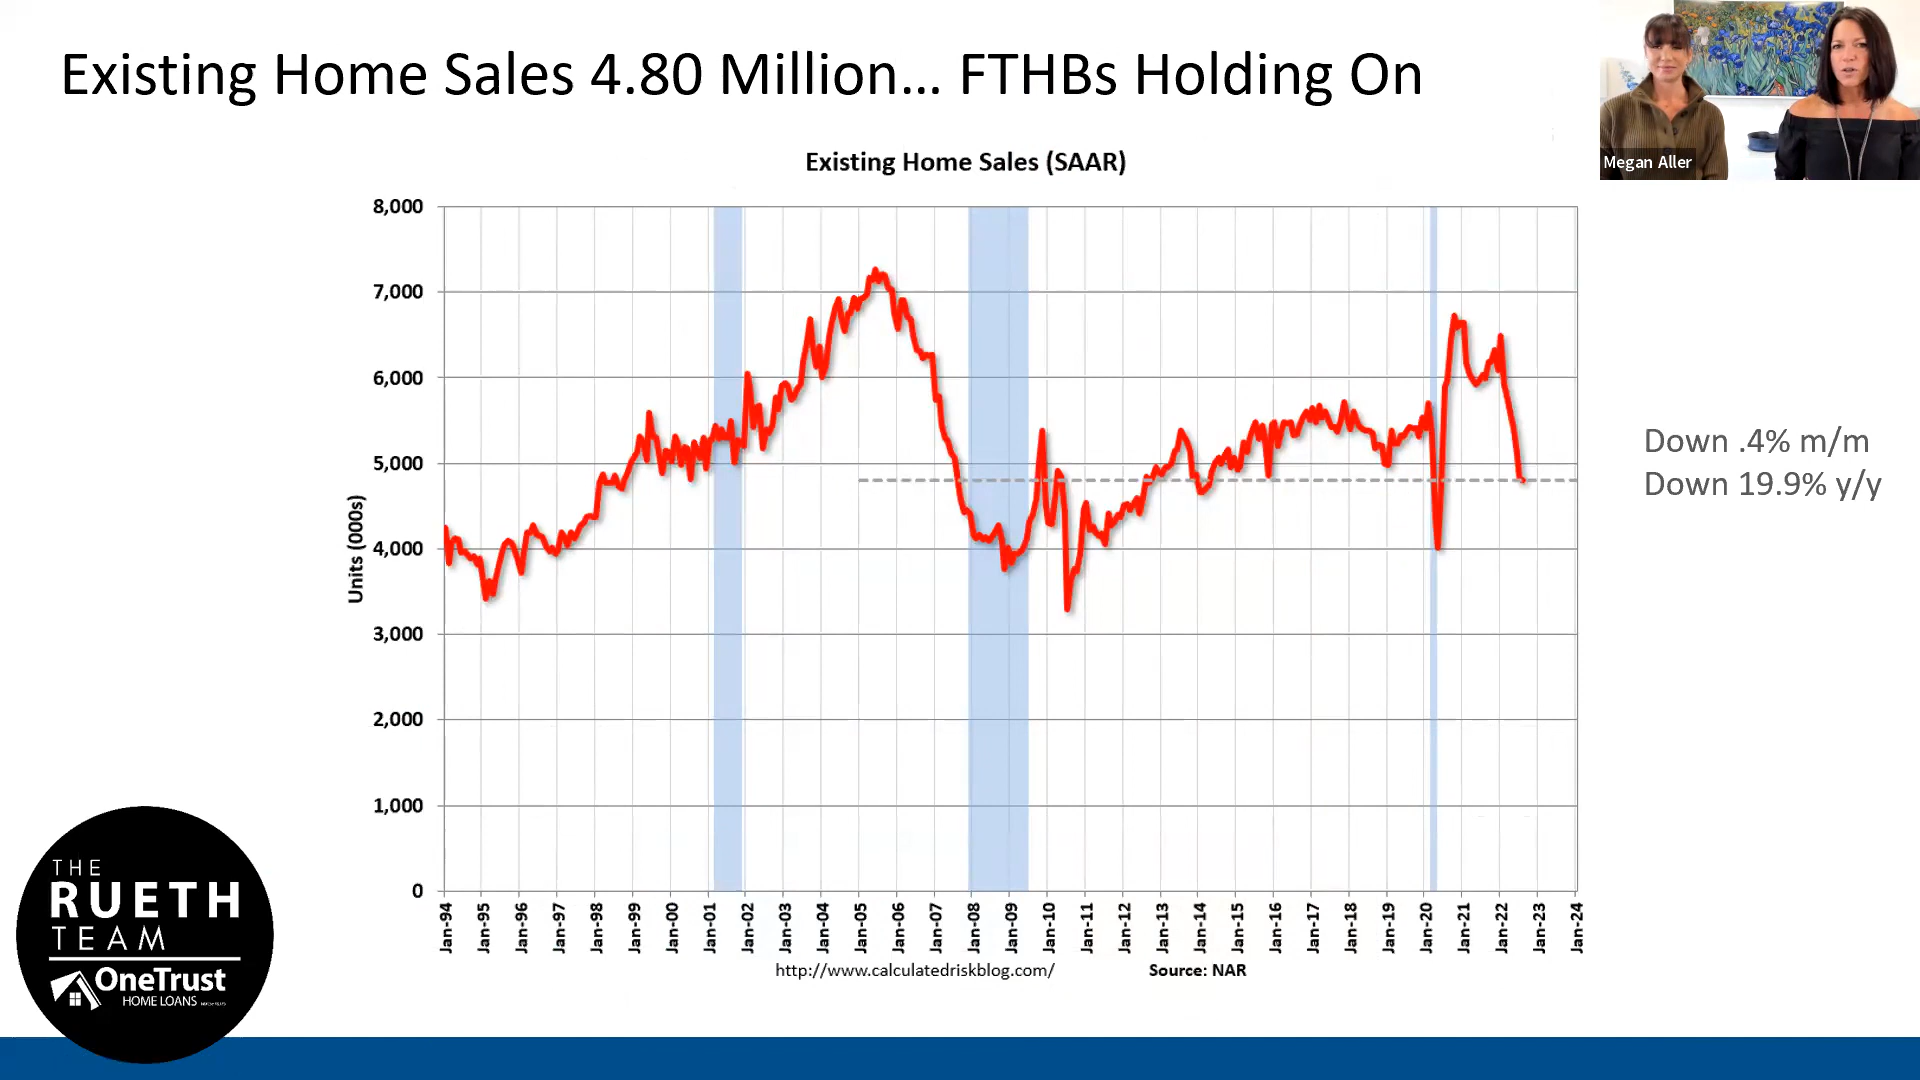 Existing Home Sales 4.80 Million... FTHBs Holding On
Megan Aller
Existing Home Sales (SAAR)
8,000
7,000
6,000
5,000
4,000
3,000
2,000
1,000
0
Units (000s)
Down .4% m/m
Down 19.9% y/y
Jan-94
Jan-95
Jan-96
Jan-97
Jan-98
Jan-99
Jan-00
Jan-01
Jan-02
Jan-03
Jan-04
Jan-05
Jan-06
Jan-07
Jan-08
Jan-09
Jan-10
Jan-11
Jan-12
Jan-13
Jan-14
Jan-15
Jan-16
Jan-17
Jan-18
Jan-19
Jan-20
Jan-21
Jan-22
Jan-23
Jan-24
http://www.calculatedriskblog.com/
Source: NAR
THE
RUETH
TEAM
OneTrust
HOME LOANS